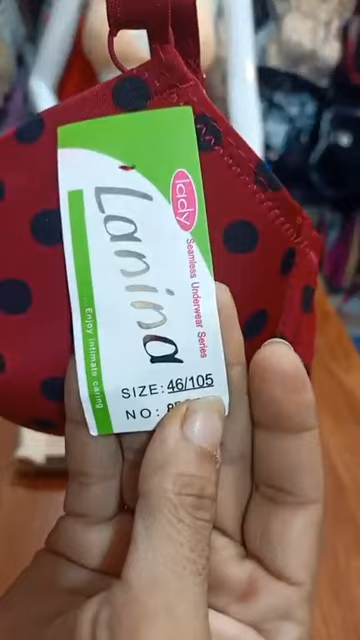 lady
Lanina
Seamless Underwear Series
...Enjoy intimate caring
SIZE: 46/105
NO: